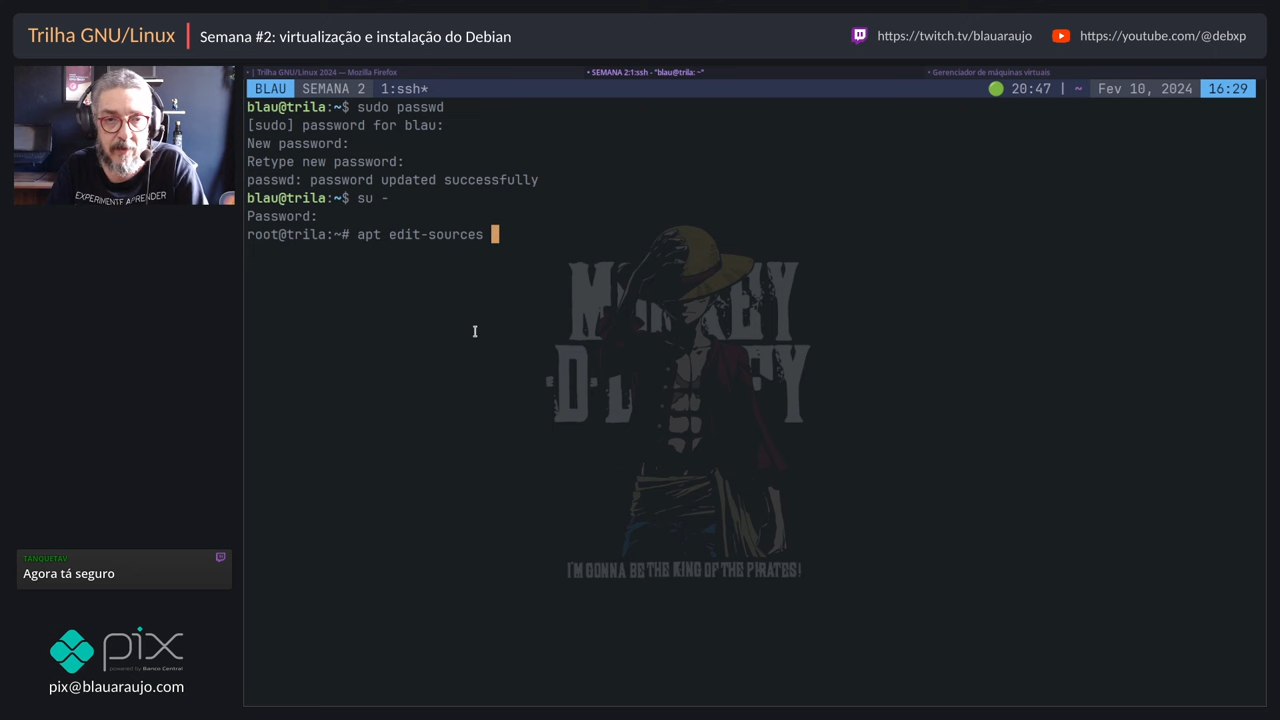 Trilha GNU/Linux
Semana #2: virtualização e instalação do Debian
https://twitch.tv/blauaraujo
https://youtube.com/@debxp
• | Trilha GNU/Linux 2024 — Mozilla Firefox
• SEMANA 2:1:ssh - "blau@trila: ~"
• Gerenciador de máquinas virtuais
BLAU SEMANA 2 1:ssh*
20:47 | ~ Fev 10, 2024 16:29
blau@trila:~$ sudo passwd
[sudo] password for blau:
New password:
Retype new password:
passwd: password updated successfully
blau@trila:~$ su -
Password:
root@trila:~# apt edit-sources
EXPERIMENTE APRENDER
I'M GONNA BE THE KING OF THE PIRATES!
TANQUETAV
Agora tá seguro
pix
powered by Banco Central
pix@blauaraujo.com